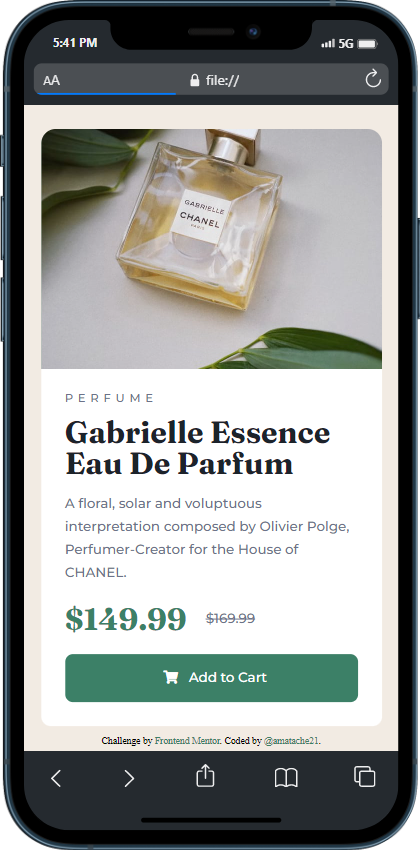 5:41 PM
5G
AA
file://
GABRIELLE
CHANEL
PARIS
PERFUME
Gabrielle Essence
Eau De Parfum
A floral, solar and voluptuous
interpretation composed by Olivier Polge,
Perfumer-Creator for the House of
CHANEL.
$149.99 $169.99
Add to Cart
Challenge by Frontend Mentor. Coded by @amatache21.